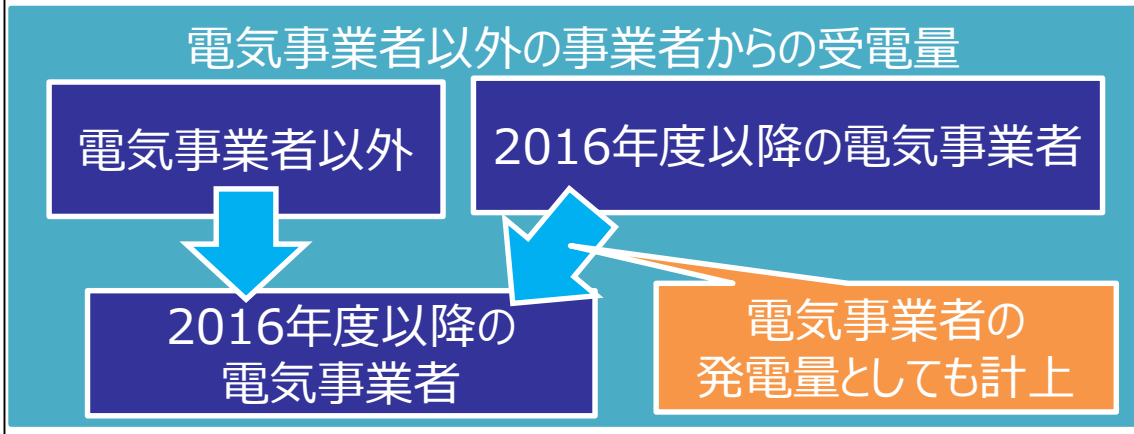 電気事業者以外の事業者からの受電量
電気事業者以外
2016年度以降の電気事業者
2016年度以降の
電気事業者
電気事業者の
発電量としても計上